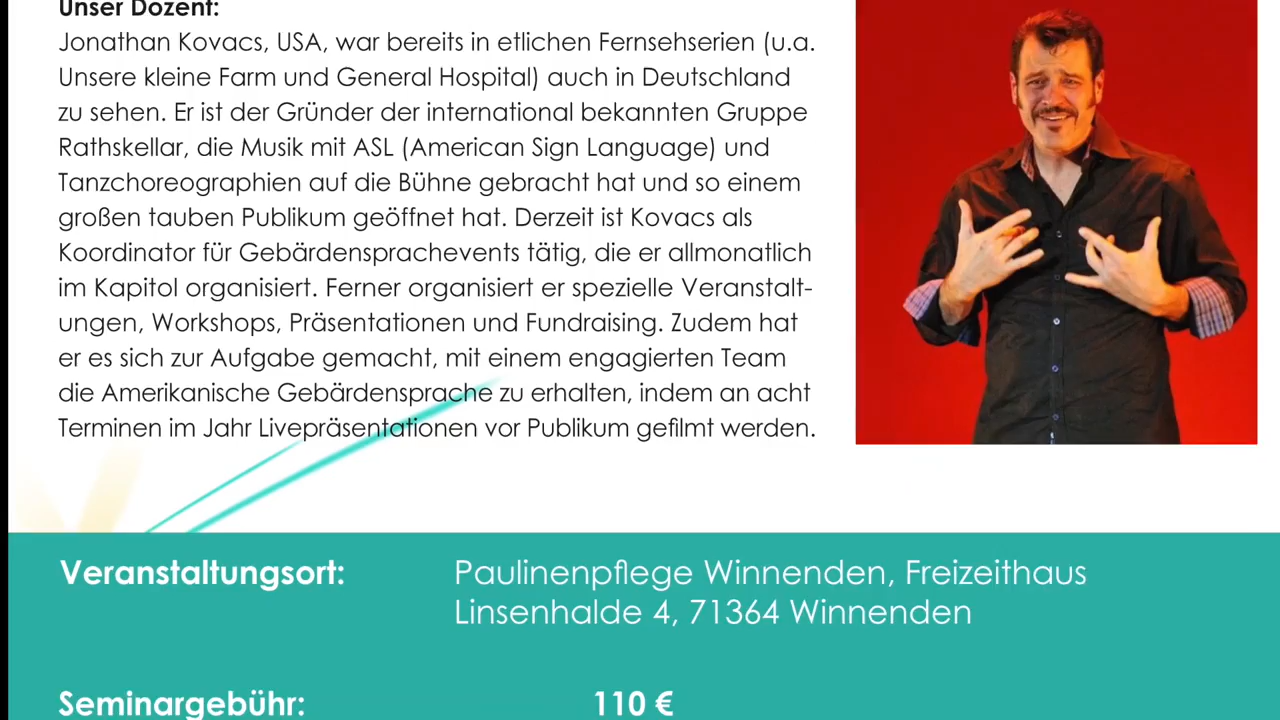 Unser Dozent:
Jonathan Kovacs, USA, war bereits in etlichen Fernsehserien (u.a.
Unsere kleine Farm und General Hospital) auch in Deutschland
zu sehen. Er ist der Gründer der international bekannten Gruppe
Rathskellar, die Musik mit ASL (American Sign Language) und
Tanzchoreographien auf die Bühne gebracht hat und so einem
großen tauben Publikum geöffnet hat. Derzeit ist Kovacs als
Koordinator für Gebärdensprachevents tätig, die er allmonatlich
im Kapitol organisiert. Ferner organisiert er spezielle Veranstalt-
ungen, Workshops, Präsentationen und Fundraising. Zudem hat
er es sich zur Aufgabe gemacht, mit einem engagierten Team
die Amerikanische Gebärdensprache zu erhalten, indem an acht
Terminen im Jahr Livepräsentationen vor Publikum gefilmt werden.
Veranstaltungsort: Paulinenpflege Winnenden, Freizeithaus
Linsenhalde 4, 71364 Winnenden
Seminargebühr: 110 €